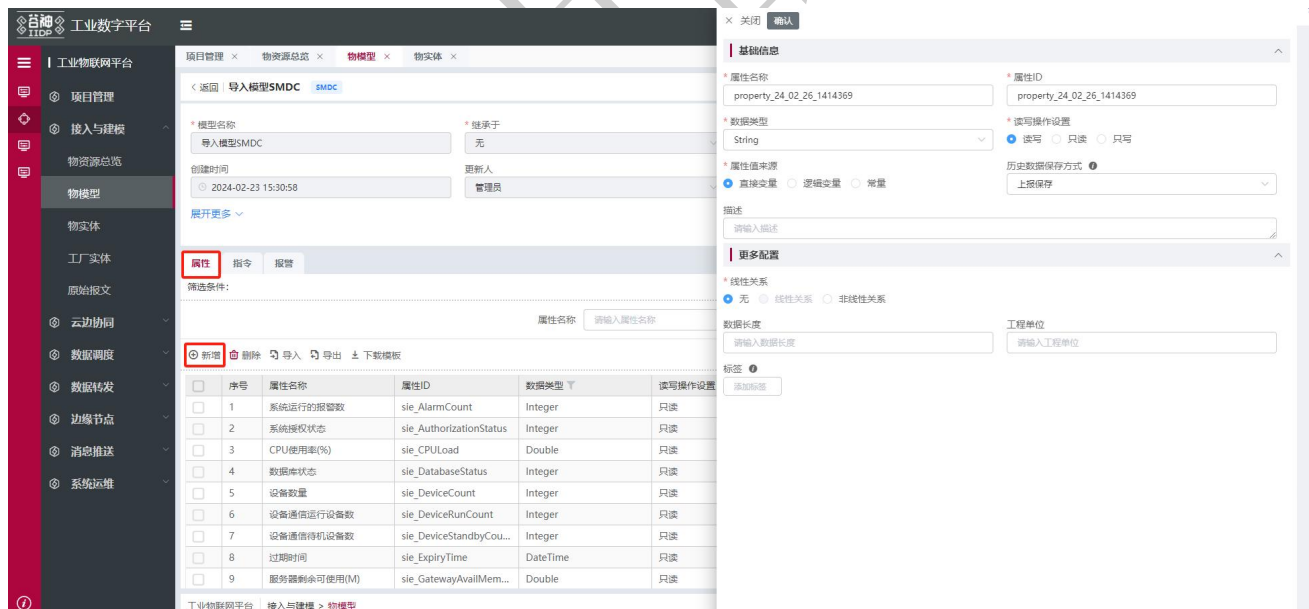 谷神 IIDP 工业数字平台
工业物联网平台
项目管理
接入与建模
物资源总览
物模型
物实体
工厂实体
原始报文
云边协同
数据调度
数据转发
边缘节点
消息推送
系统运维
项目管理 × 物资源总览 × 物模型 × 物实体 ×
< 返回 导入模型SMDC SMDC
* 模型名称 * 继承于
导入模型SMDC 无
创建时间 更新人
2024-02-23 15:30:58 管理员
展开更多
属性 指令 报警
筛选条件:
属性名称 请输入属性名称
新增 删除 导入 导出 下载模板
序号 属性名称 属性ID 数据类型 读写操作设置
1 系统运行的报警数 sie_AlarmCount Integer 只读
2 系统授权状态 sie_AuthorizationStatus Integer 只读
3 CPU使用率(%) sie_CPULoad Double 只读
4 数据库状态 sie_DatabaseStatus Integer 只读
5 设备数量 sie_DeviceCount Integer 只读
6 设备通信运行设备数 sie_DeviceRunCount Integer 只读
7 设备通信待机设备数 sie_DeviceStandbyCou... Integer 只读
8 过期时间 sie_ExpiryTime DateTime 只读
9 服务器剩余可使用(M) sie_GatewayAvailMem... Double 只读
工业物联网平台 接入与建模 > 物模型
× 关闭 确认
基础信息
* 属性名称 * 属性ID
property_24_02_26_1414369 property_24_02_26_1414369
* 数据类型 * 读写操作设置
String 读写 只读 只写
* 属性值来源 历史数据保存方式
直接变量 逻辑变量 常量 上报保存
描述
请输入描述
更多配置
* 线性关系
无 线性关系 非线性关系
数据长度 工程单位
请输入数据长度 请输入工程单位
标签
添加标签